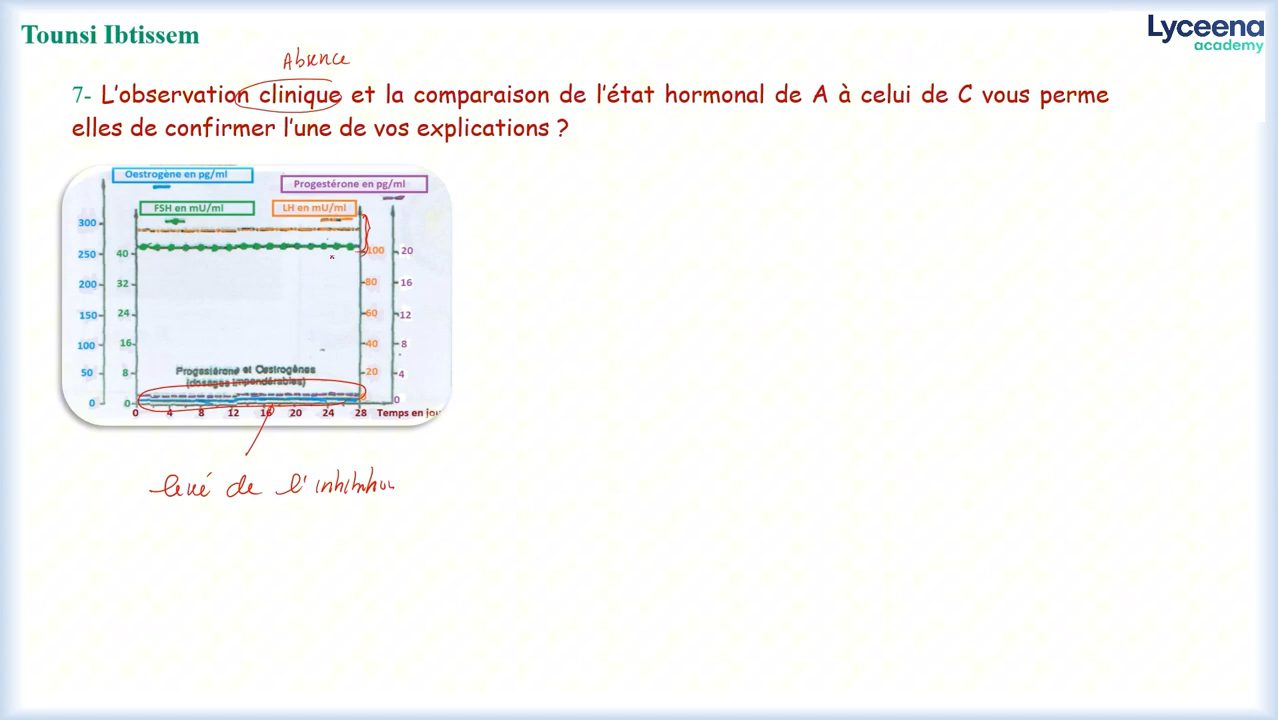 Tounsi Ibtissem
Lyceena
academy
Absence
7- L'observation clinique et la comparaison de l'état hormonal de A à celui de C vous perme
elles de confirmer l'une de vos explications ?
Oestrogène en pg/ml
Progestérone en pg/ml
FSH en mU/ml
LH en mU/ml
300
250 40 100 20
200 32 80 16
150 24 60 12
100 16 40 8
50 8 20 4
Progestérone et Oestrogènes
(dosages impondérables)
0 0 0
0 4 8 12 16 20 24 28 Temps en jou
levé de l'inhibition